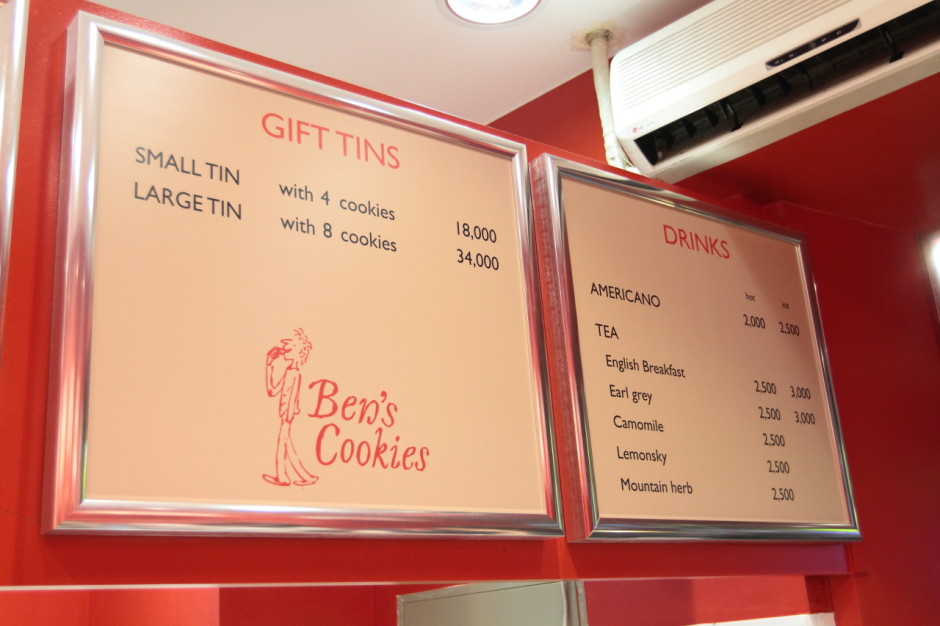 GIFT TINS
SMALL TIN with 4 cookies 18,000
LARGE TIN with 8 cookies 34,000
Ben's
Cookies
DRINKS
hot ice
AMERICANO 2,000 2,500
TEA
English Breakfast 2,500 3,000
Earl grey 2,500 3,000
Camomile 2,500
Lemonsky 2,500
Mountain herb 2,500